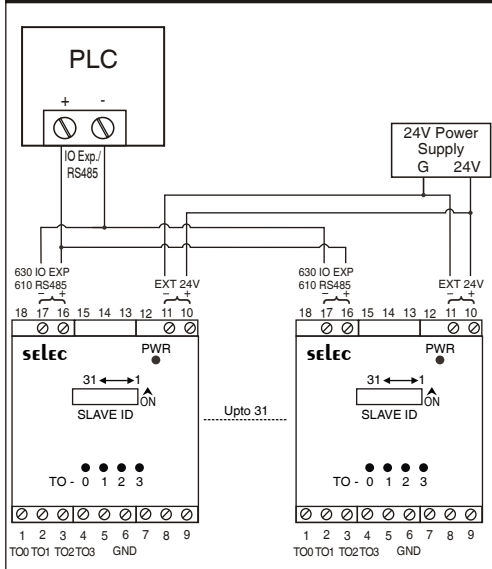 PLC
+ -
IO Exp./
RS485
24V Power
Supply
G 24V
630 IO EXP
610 RS485
- +
EXT 24V
- +
18 17 16 15 14 13 12 11 10
SELEC
PWR
31 1
ON
SLAVE ID
TO - 0 1 2 3
1 2 3 4 5 6 7 8 9
TO0 TO1 TO2 TO3 GND
Upto 31
630 IO EXP
610 RS485
- +
EXT 24V
- +
18 17 16 15 14 13 12 11 10
SELEC
PWR
31 1
ON
SLAVE ID
TO - 0 1 2 3
1 2 3 4 5 6 7 8 9
TO0 TO1 TO2 TO3 GND